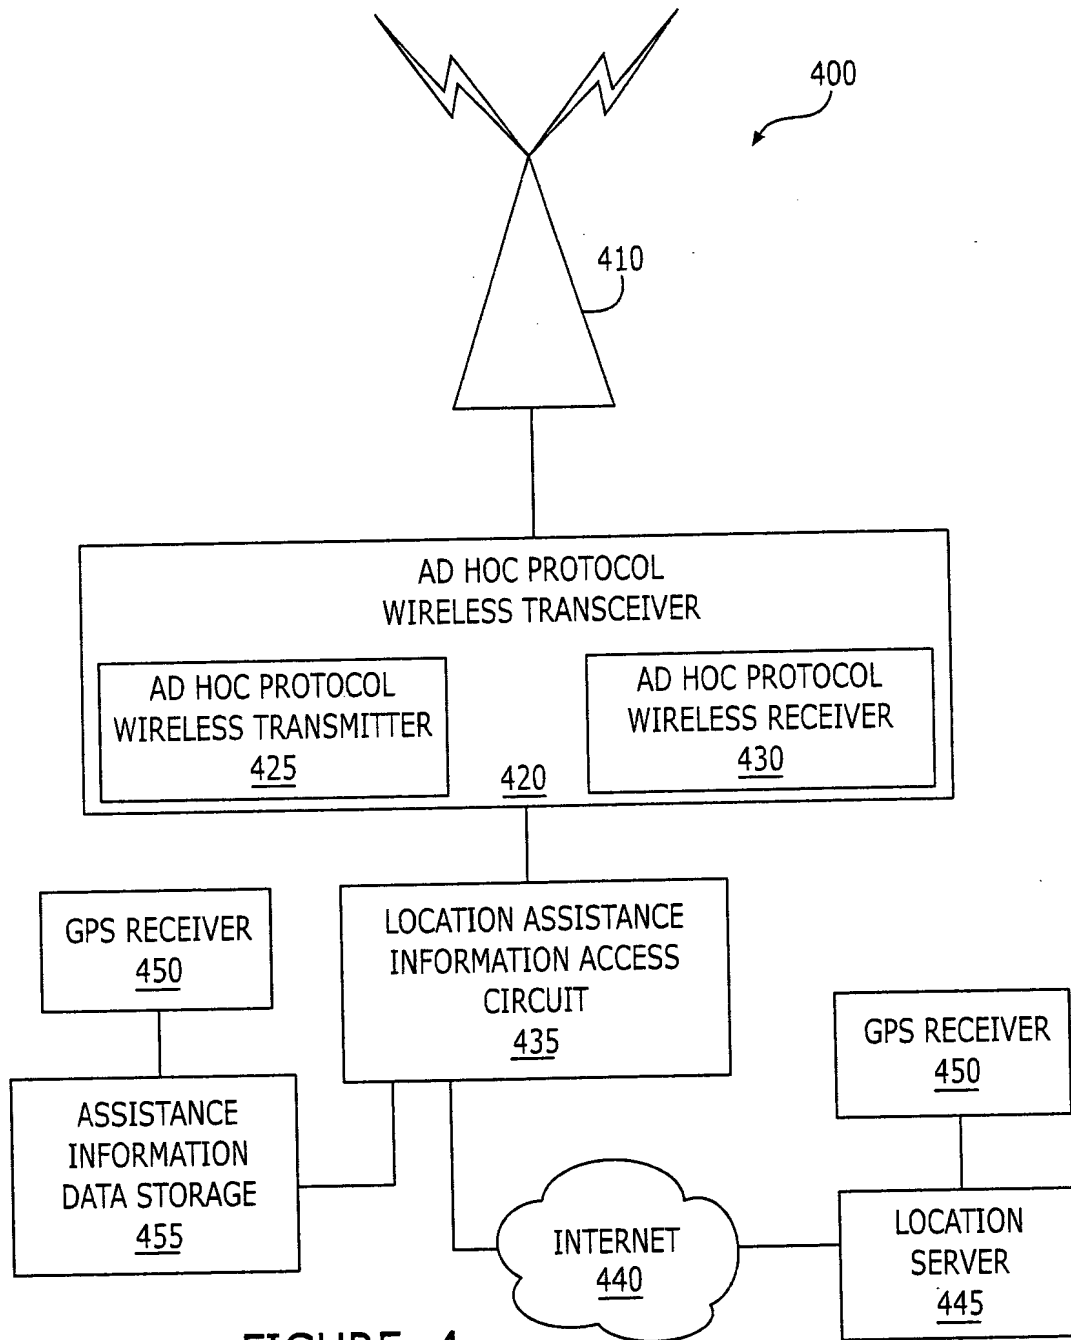 400
410
AD HOC PROTOCOL
WIRELESS TRANSCEIVER
AD HOC PROTOCOL
WIRELESS TRANSMITTER
425
AD HOC PROTOCOL
WIRELESS RECEIVER
430
420
GPS RECEIVER
450
LOCATION ASSISTANCE
INFORMATION ACCESS
CIRCUIT
435
GPS RECEIVER
450
ASSISTANCE
INFORMATION
DATA STORAGE
455
INTERNET
440
LOCATION
SERVER
445
FIGURE 4